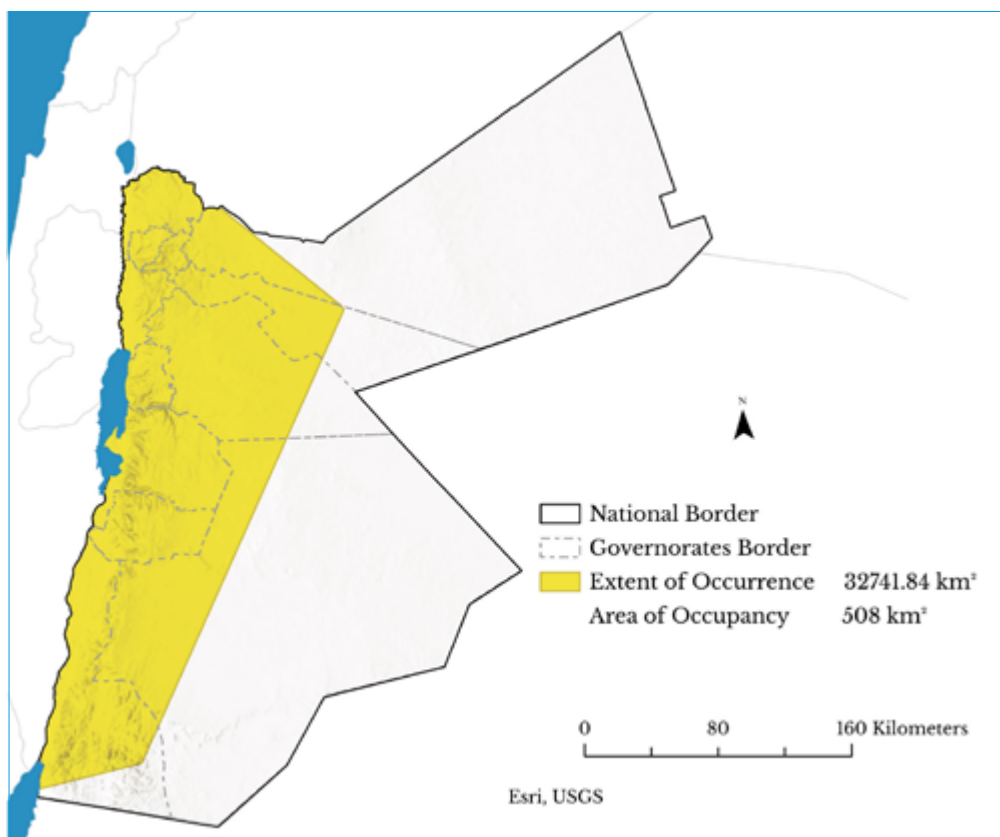 N
National Border
Governorates Border
Extent of Occurrence 32741.84 km²
Area of Occupancy 508 km²
0 80 160 Kilometers
Esri, USGS